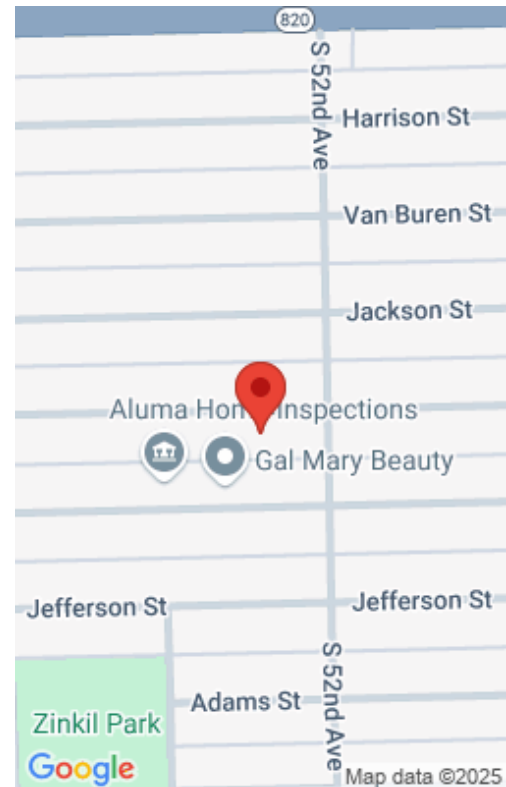 820
S 52nd Ave
Harrison St
Van Buren St
Jackson St
Aluma Hom Inspections
Gal Mary Beauty
Jefferson St
Jefferson St
S 52nd Ave
Adams St
Zinkil Park
Google
Map data ©2025